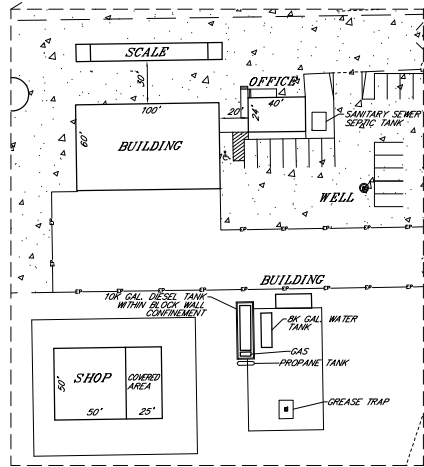 SCALE
30'
OFFICE
100'
20'
40'
24'
SANITARY SEWER
SEPTIC TANK
60'
BUILDING
WELL
BUILDING
10K GAL. DIESEL TANK
WITHIN BLOCK WALL
CONFINEMENT
8K GAL. WATER
TANK
GAS
PROPANE TANK
SHOP
COVERED
AREA
50'
50'
25'
GREASE TRAP